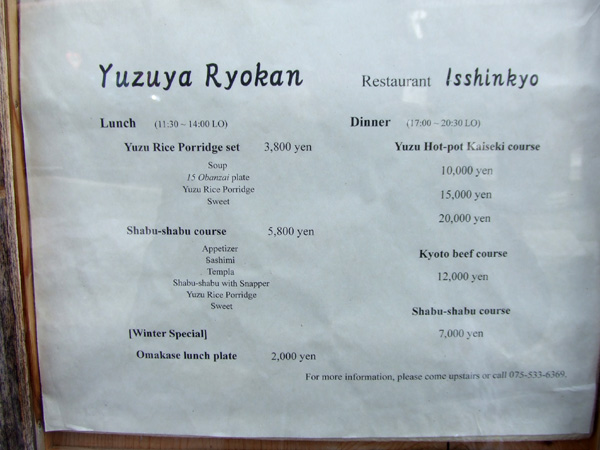 Yuzuya Ryokan
Restaurant Isshinkyo
Lunch (11:30 ~ 14:00 LO)
Yuzu Rice Porridge set 3,800 yen
Soup
15 Obanzai plate
Yuzu Rice Porridge
Sweet
Shabu-shabu course 5,800 yen
Appetizer
Sashimi
Templa
Shabu-shabu with Snapper
Yuzu Rice Porridge
Sweet
[Winter Special]
Omakase lunch plate 2,000 yen
Dinner (17:00 ~ 20:30 LO)
Yuzu Hot-pot Kaiseki course
10,000 yen
15,000 yen
20,000 yen
Kyoto beef course
12,000 yen
Shabu-shabu course
7,000 yen
For more information, please come upstairs or call 075-533-6369.